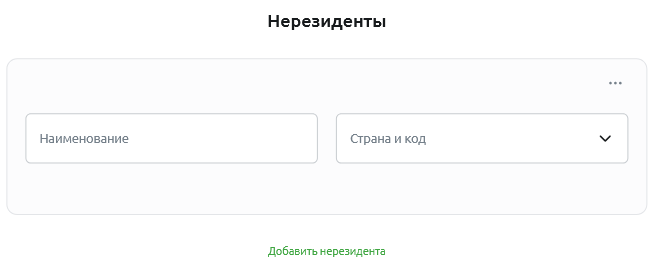 Нерезиденты
Наименование
Страна и код
Добавить нерезидента